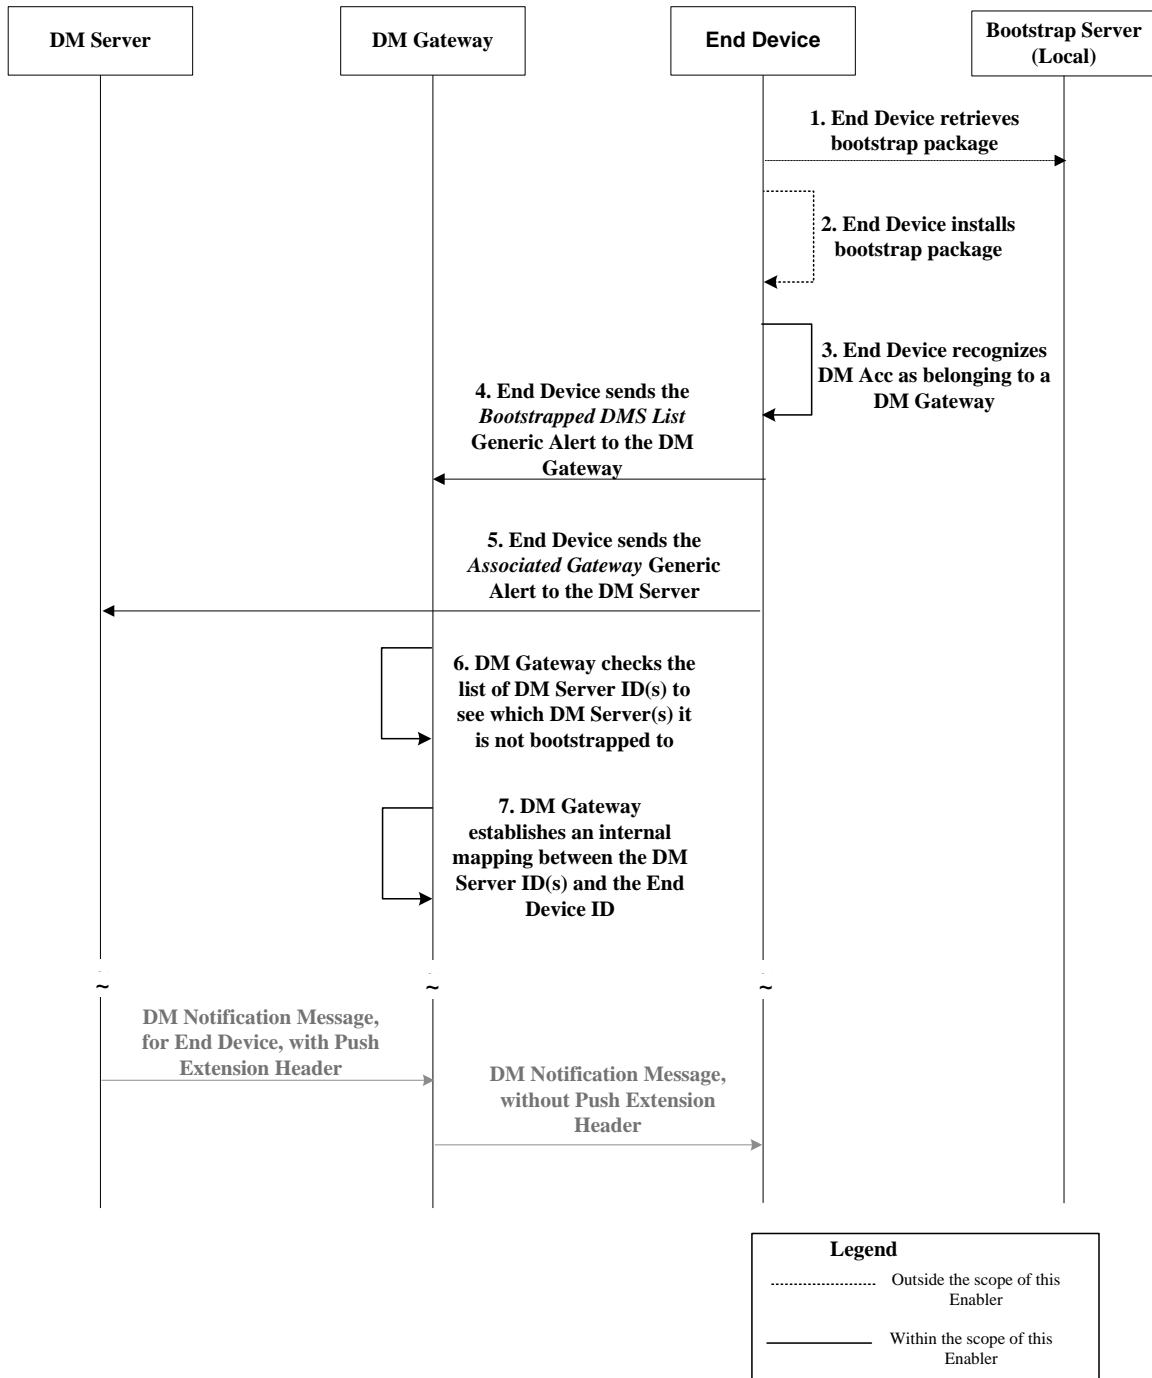 DM Server
DM Gateway
End Device
Bootstrap Server
(Local)
1. End Device retrieves
bootstrap package
2. End Device installs
bootstrap package
3. End Device recognizes
DM Acc as belonging to a
DM Gateway
4. End Device sends the
Bootstrapped DMS List
Generic Alert to the DM
Gateway
5. End Device sends the
Associated Gateway Generic
Alert to the DM Server
6. DM Gateway checks the
list of DM Server ID(s) to
see which DM Server(s) it
is not bootstrapped to
7. DM Gateway
establishes an internal
mapping between the DM
Server ID(s) and the End
Device ID
~ ~ ~
DM Notification Message,
for End Device, with Push
Extension Header
DM Notification Message,
without Push Extension
Header
Legend
Outside the scope of this
Enabler
Within the scope of this
Enabler